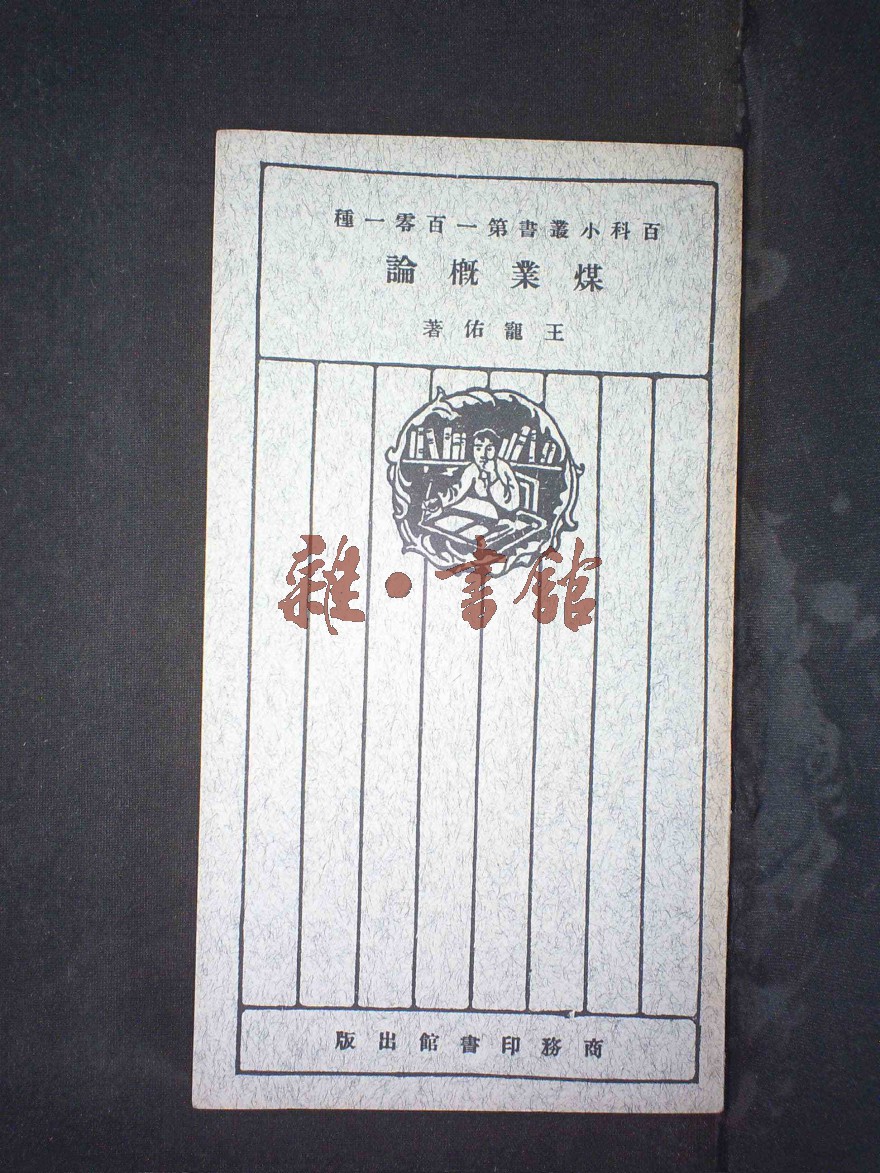 百科小叢書第一百零一種
煤業概論
王寵佑著
雜·書館
商務印書館出版